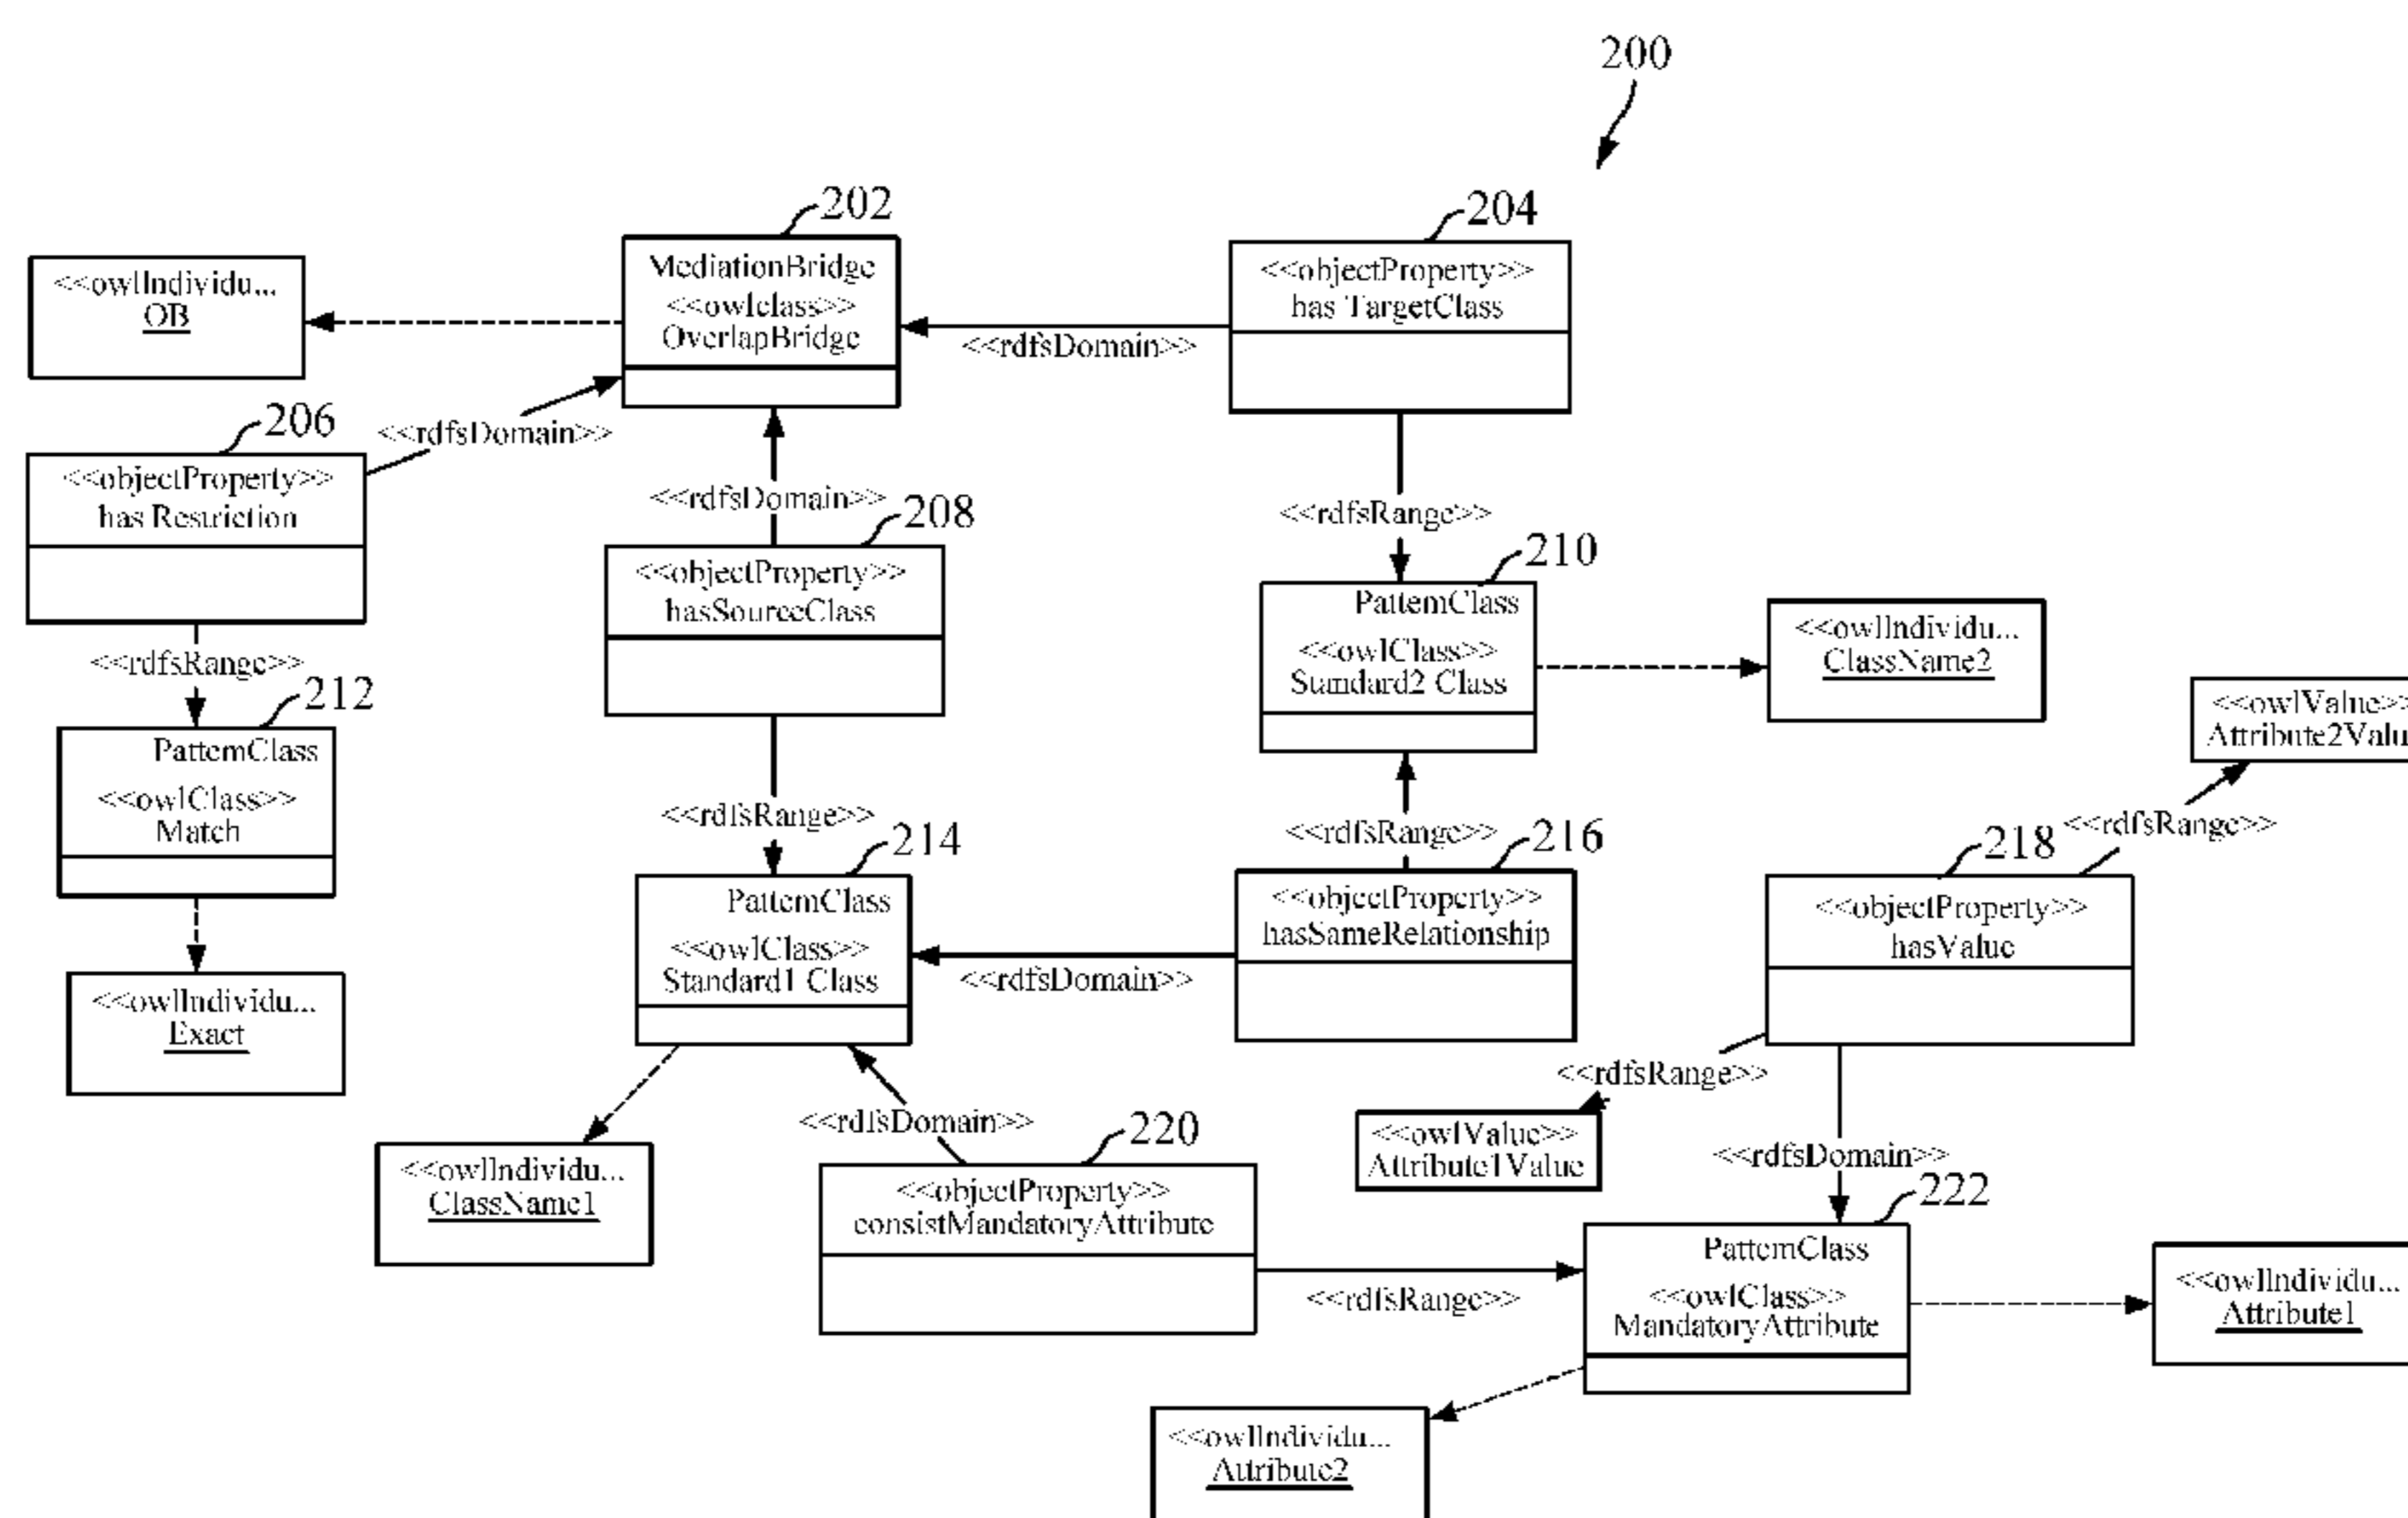 200
202
204
<<owlIndividu...
OB
MediationBridge
<<owlclass>>
OverlapBridge
<<objectProperty>>
has TargetClass
<<rdfsDomain>>
206
<<rdfsDomain>>
<<objectProperty>>
has Restriction
<<rdfsDomain>>
208
<<rdfsRange>>
210
<<objectProperty>>
hasSourceClass
PatternClass
<<owlClass>>
Standard2 Class
<<owlIndividu...
ClassName2
<<rdfsRange>>
212
<<owlValue>>
Attribute2Valu
PatternClass
<<owlClass>>
Match
<<rdfsRange>>
214
<<rdfsRange>>
216
218
<<rdfsRange>>
PatternClass
<<owlClass>>
Standard1 Class
<<objectProperty>>
hasSameRelationship
<<objectProperty>>
hasValue
<<rdfsDomain>>
<<owlIndividu...
Exact
<<rdfsRange>>
<<rdfsDomain>>
220
<<owlValue>>
Attribute1Value
<<rdfsDomain>>
222
<<owlIndividu...
ClassName1
<<objectProperty>>
consistMandatoryAttribute
<<rdfsRange>>
PatternClass
<<owlClass>>
MandatoryAttribute
<<owlIndividu...
Attribute1
<<owlIndividu...
Attribute2